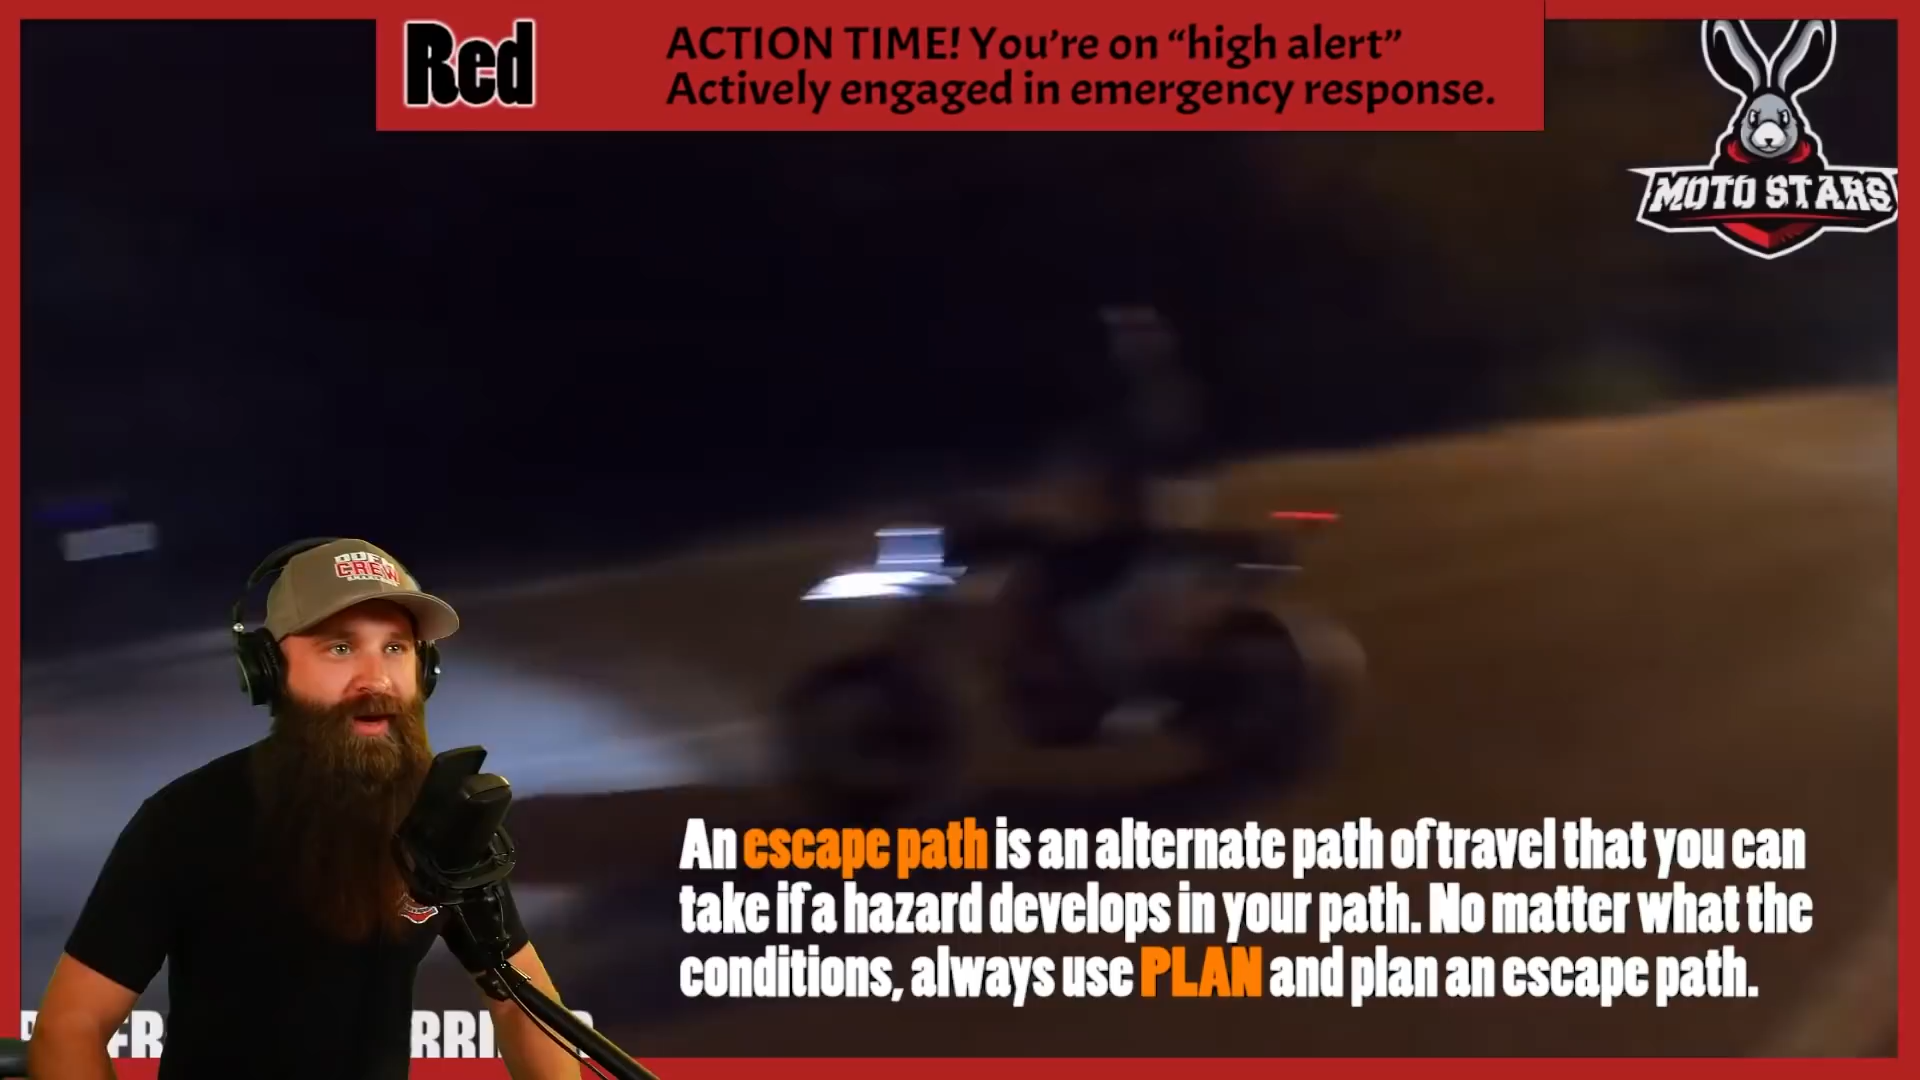 Red
ACTION TIME! You're on “high alert”
Actively engaged in emergency response.
MOTO STARS
CREW
An escape path is an alternate path of travel that you can
take if a hazard develops in your path. No matter what the
conditions, always use PLAN and plan an escape path.